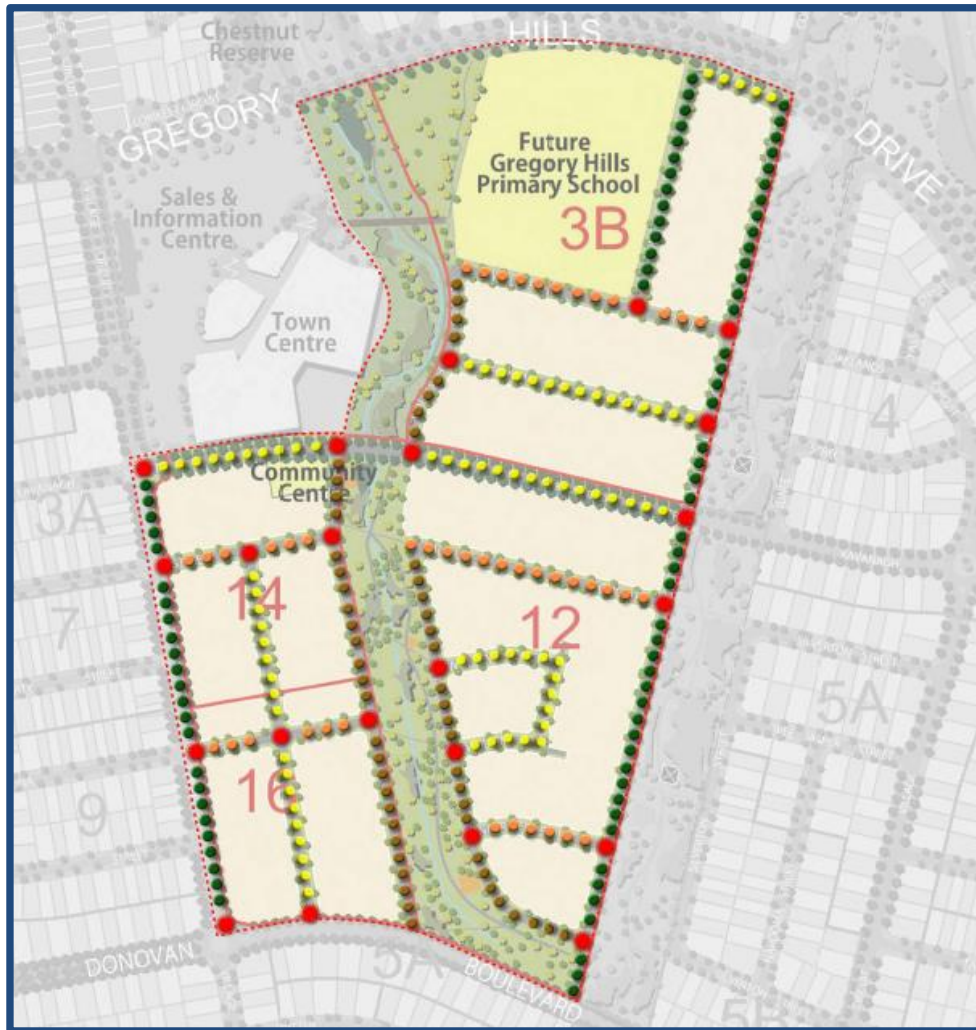 Chestnut
Reserve
GREGORY
HILLS
DRIVE
Future
Gregory Hills
Primary School
3B
Sales &
Information
Centre
Town
Centre
4
Community
Centre
3A
14
12
7
5A
16
9
DONOVAN
BOULEVARD
5A
5B